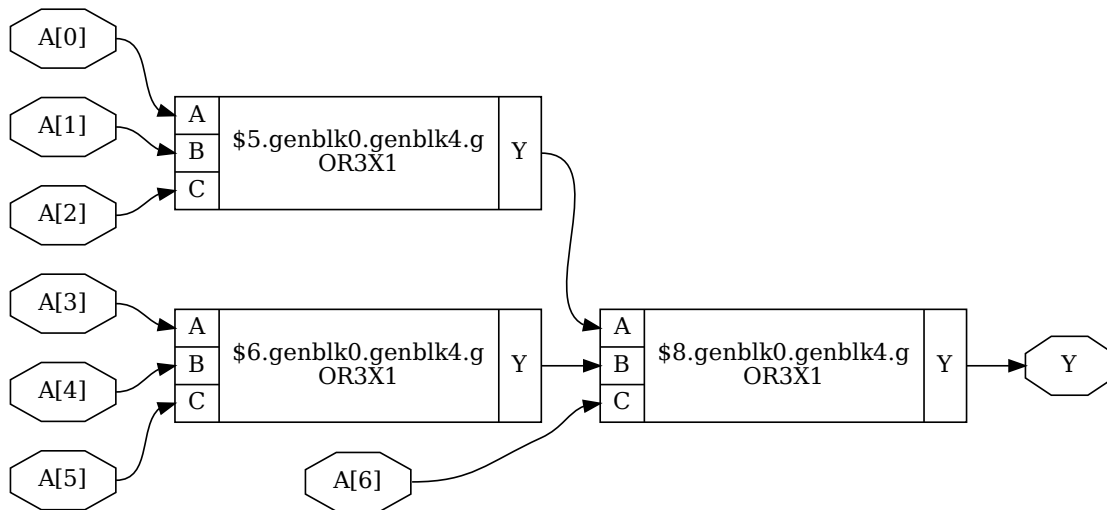 A[0]
A[1]
A[2]
A
B
C
$5.genblk0.genblk4.g
OR3X1
Y
A[3]
A[4]
A[5]
A
B
C
$6.genblk0.genblk4.g
OR3X1
Y
A[6]
A
B
C
$8.genblk0.genblk4.g
OR3X1
Y
Y